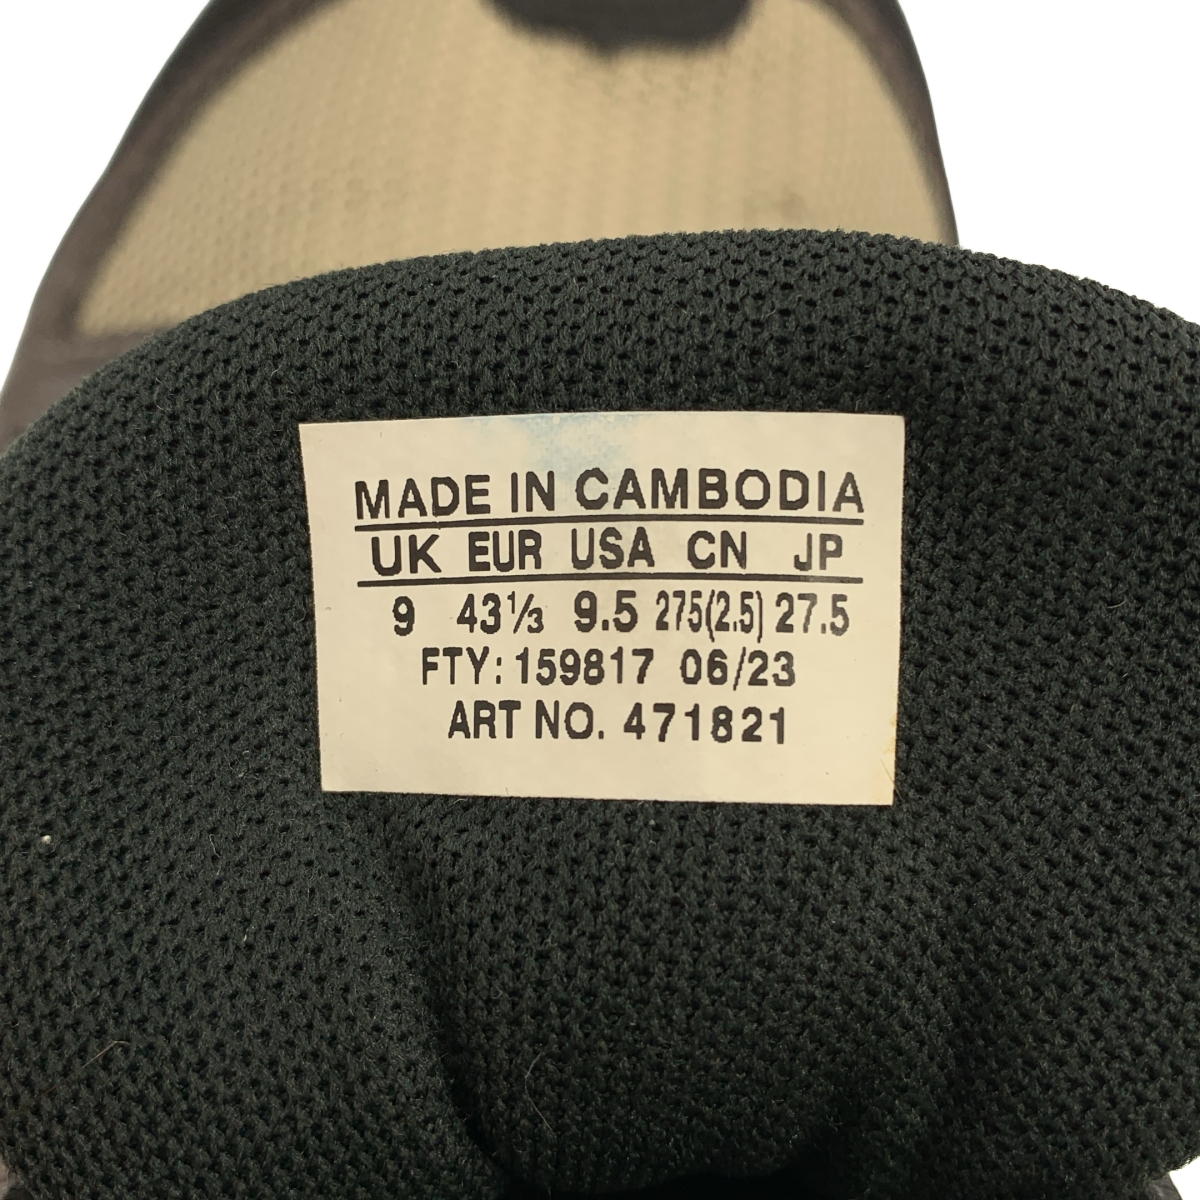 MADE IN CAMBODIA
UK EUR USA CN JP
9 43⅓ 9.5 275(2.5) 27.5
FTY: 159817 06/23
ART NO. 471821